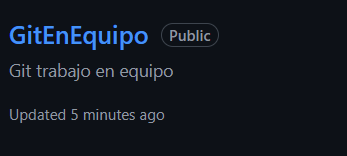 GitEnEquipo Public
Git trabajo en equipo
Updated 5 minutes ago